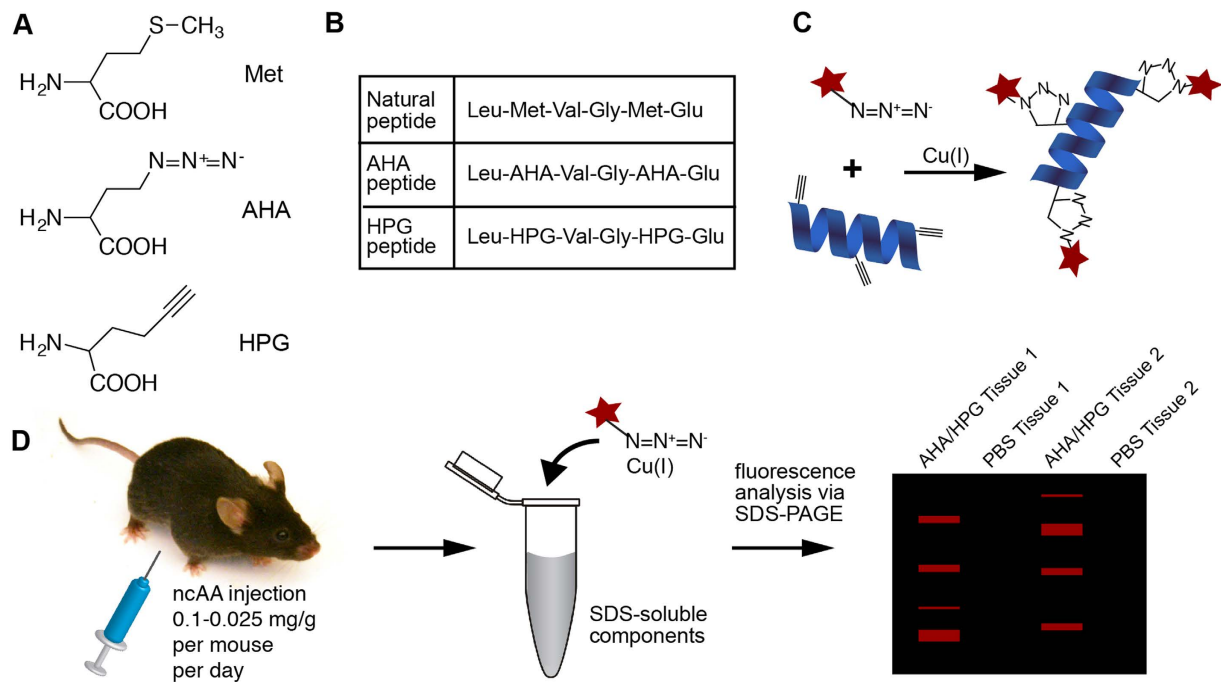 A
S–CH₃
H₂N
COOH
Met
N=N⁺=N⁻
H₂N
COOH
AHA
H₂N
COOH
HPG
B
Natural
peptide
Leu-Met-Val-Gly-Met-Glu
AHA
peptide
Leu-AHA-Val-Gly-AHA-Glu
HPG
peptide
Leu-HPG-Val-Gly-HPG-Glu
C
N=N⁺=N⁻
+
Cu(I)
N
N
N
N
N
N
N
N
N
D
ncAA injection
0.1-0.025 mg/g
per mouse
per day
N=N⁺=N⁻
Cu(I)
SDS-soluble
components
fluorescence
analysis via
SDS-PAGE
AHA/HPG Tissue 1
PBS Tissue 1
AHA/HPG Tissue 2
PBS Tissue 2